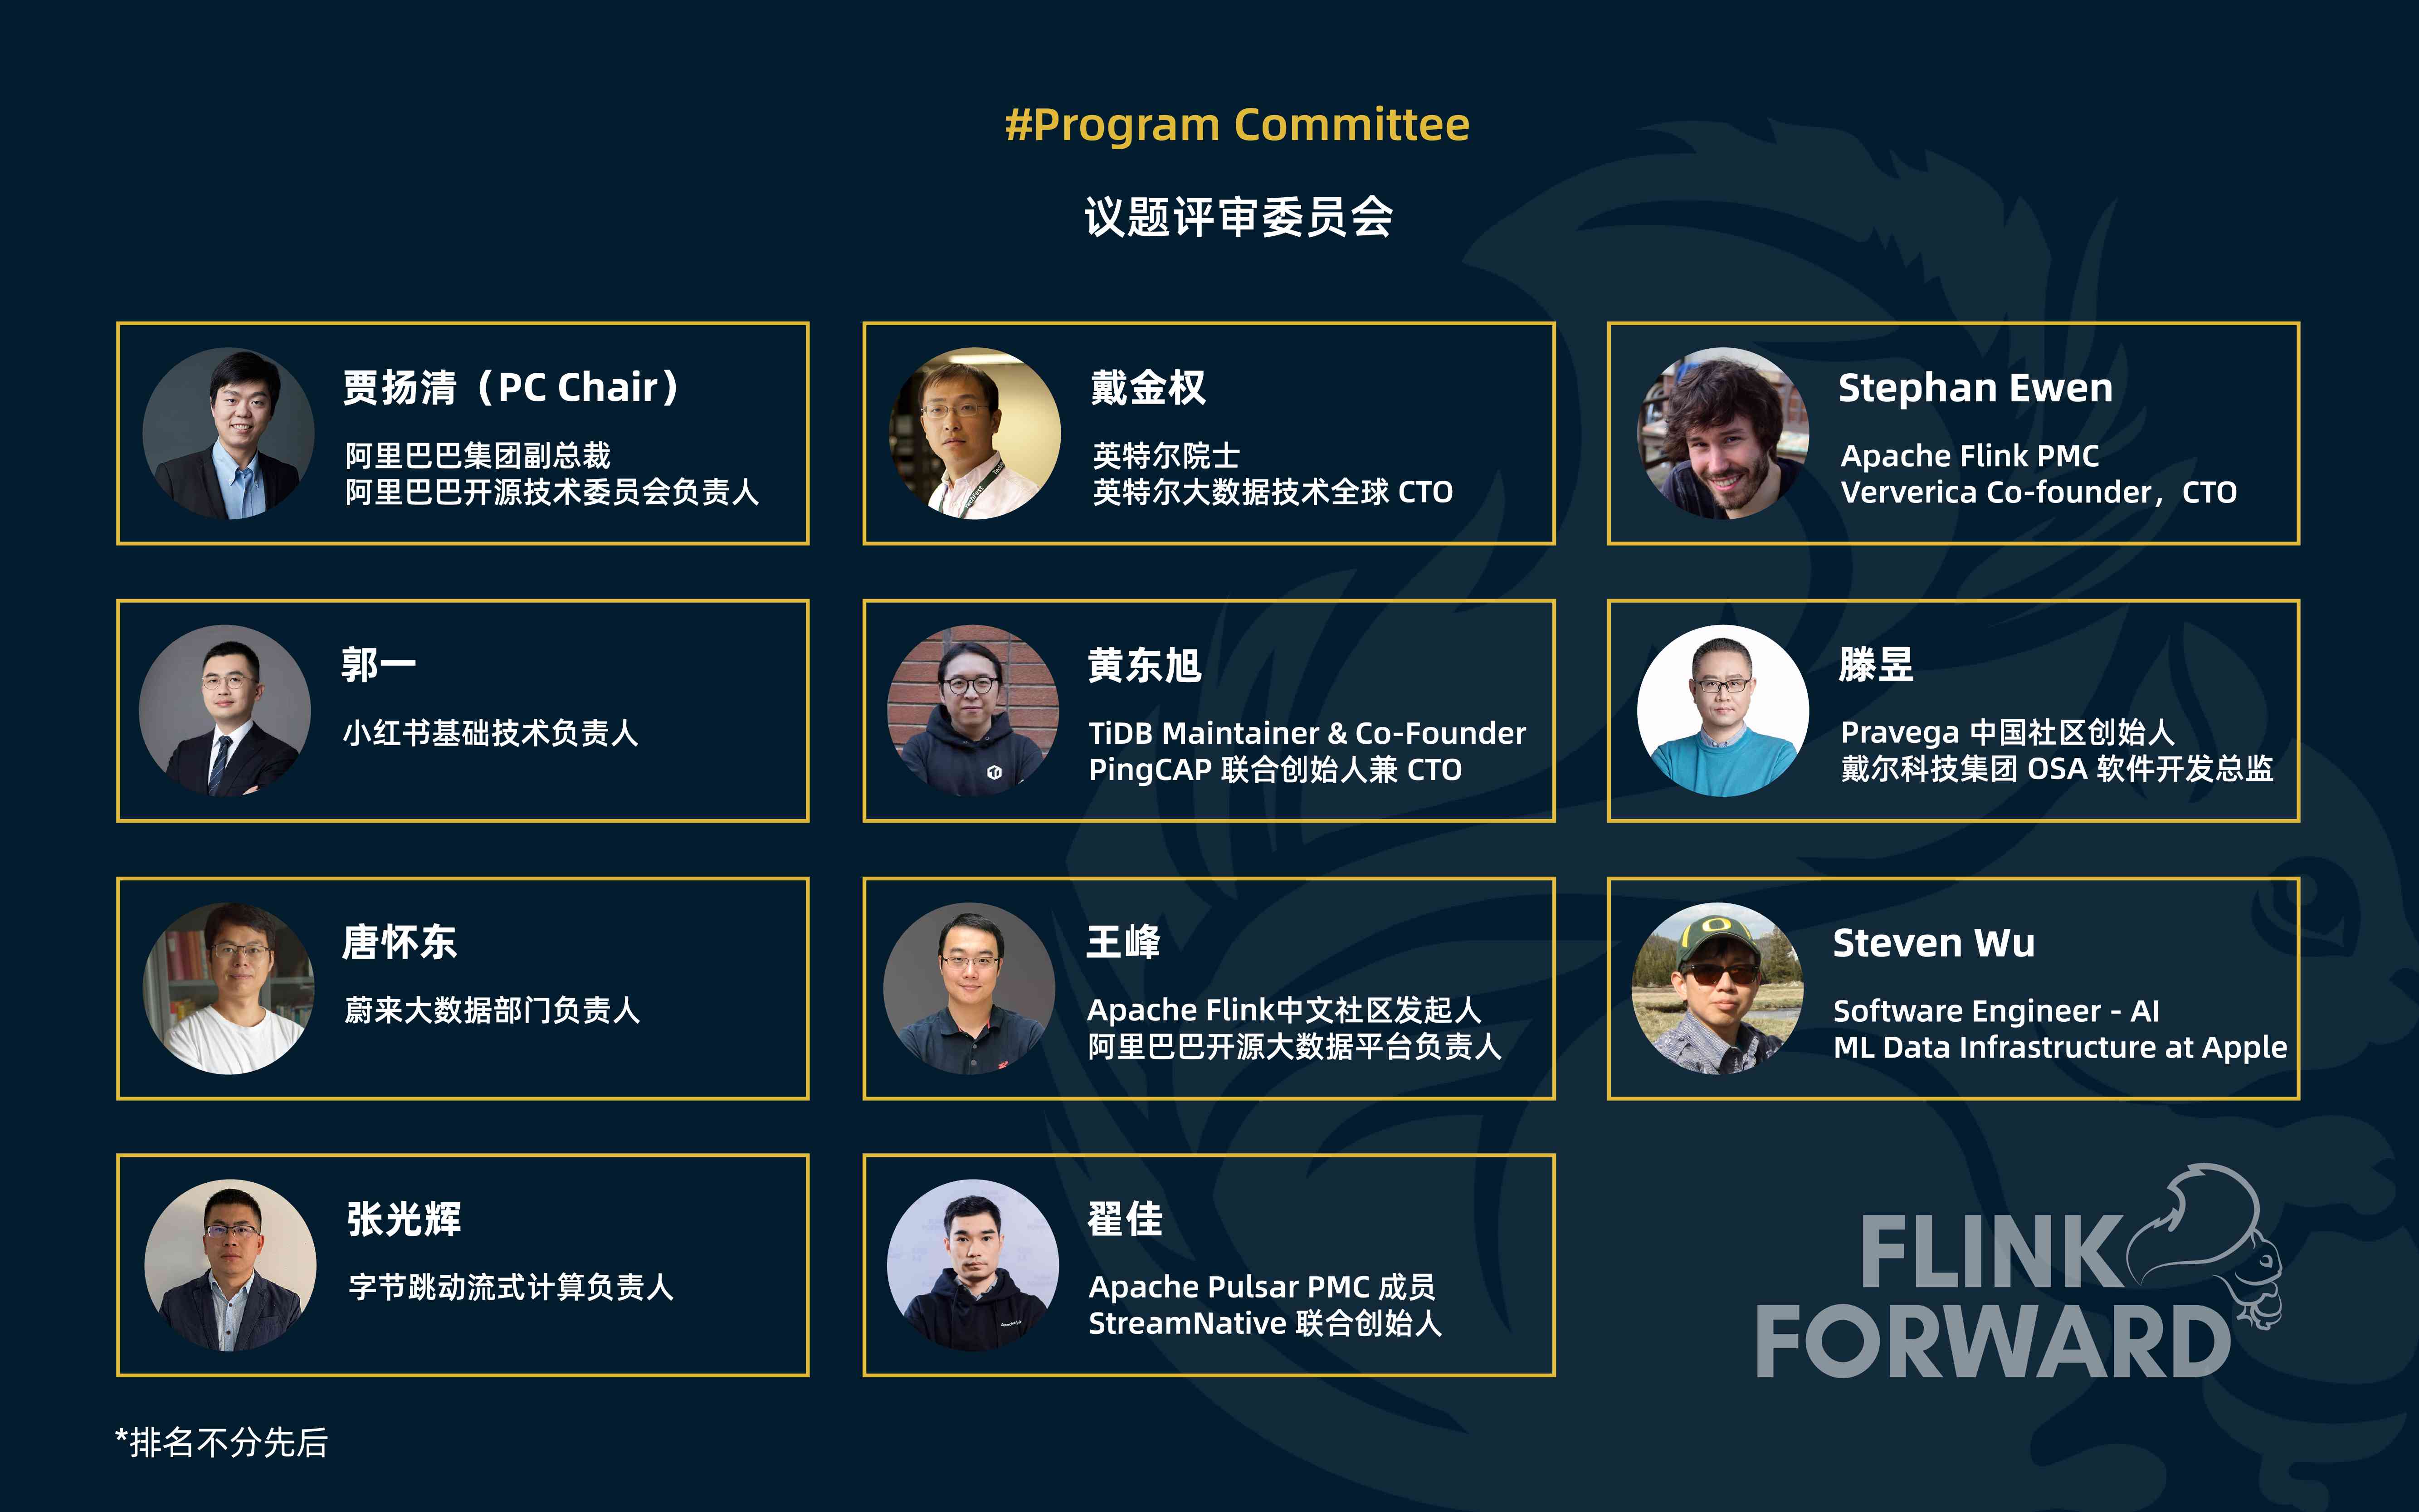 #Program Committee
议题评审委员会
贾扬清（PC Chair）
阿里巴巴集团副总裁
阿里巴巴开源技术委员会负责人
戴金权
英特尔院士
英特尔大数据技术全球 CTO
Stephan Ewen
Apache Flink PMC
Ververica Co-founder，CTO
郭一
小红书基础技术负责人
黄东旭
TiDB Maintainer & Co-Founder
PingCAP 联合创始人兼 CTO
滕昱
Pravega 中国社区创始人
戴尔科技集团 OSA 软件开发总监
唐怀东
蔚来大数据部门负责人
王峰
Apache Flink中文社区发起人
阿里巴巴开源大数据平台负责人
Steven Wu
Software Engineer - AI
ML Data Infrastructure at Apple
张光辉
字节跳动流式计算负责人
翟佳
Apache Pulsar PMC 成员
StreamNative 联合创始人
FLINK
FORWARD
*排名不分先后